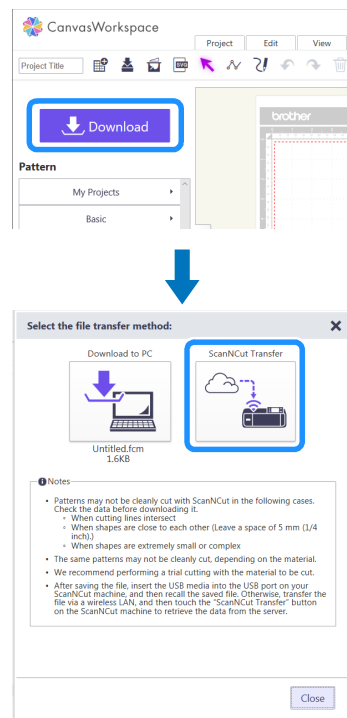 CanvasWorkspace
Project Edit View
Project Title
SVG
Download
brother
Pattern
My Projects
Basic
Select the file transfer method:
Download to PC
ScanNCut Transfer
Untitled.fcm
1.6KB
Notes
• Patterns may not be cleanly cut with ScanNCut in the following cases.
Check the data before downloading it.
◦ When cutting lines intersect
◦ When shapes are close to each other (Leave a space of 5 mm (1/4
inch).)
◦ When shapes are extremely small or complex
• The same patterns may not be cleanly cut, depending on the material.
• We recommend performing a trial cutting with the material to be cut.
• After saving the file, insert the USB media into the USB port on your
ScanNCut machine, and then recall the saved file. Otherwise, transfer the
file via a wireless LAN, and then touch the "ScanNCut Transfer" button
on the ScanNCut machine to retrieve the data from the server.
Close